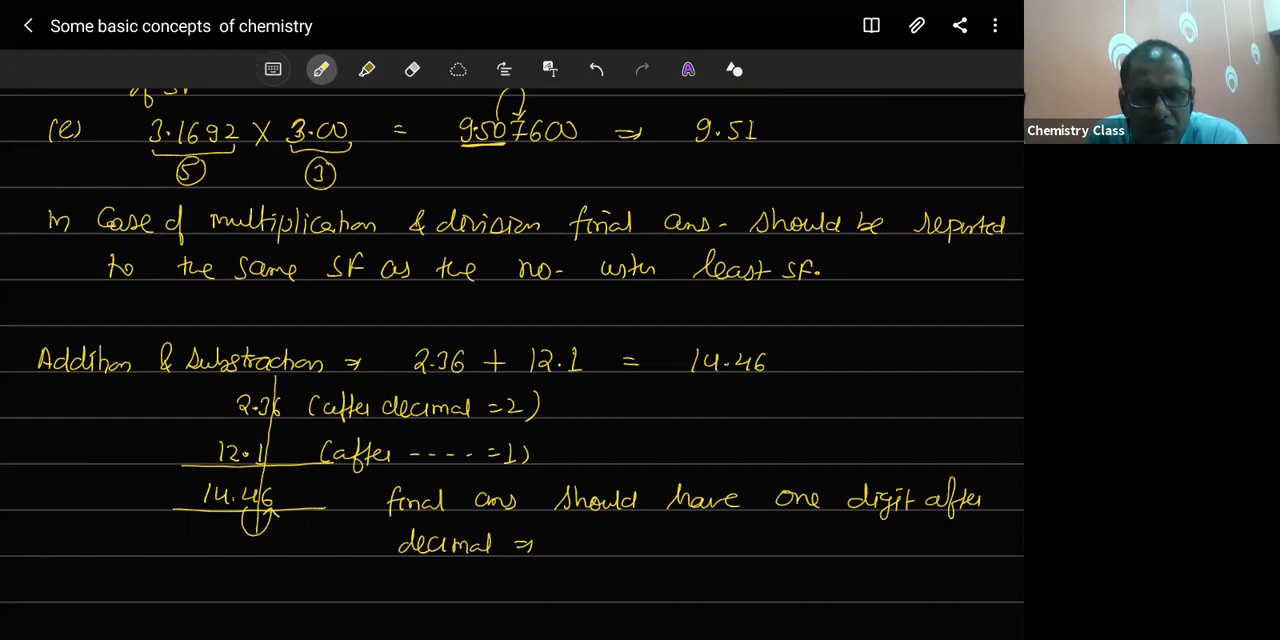 Some basic concepts of chemistry
Chemistry Class
of SF
(e) 3.1692 × 3.00 = 9.507600 ⇒ 9.51
5 3
In Case of multiplication & division final ans. should be reported
to the same SF as the no. with least SF.
Addition & Substraction ⇒ 2.36 + 12.1 = 14.46
2.36 (after decimal = 2)
12.1 (after ---- = 1)
14.46 final ans should have one digit after
decimal ⇒